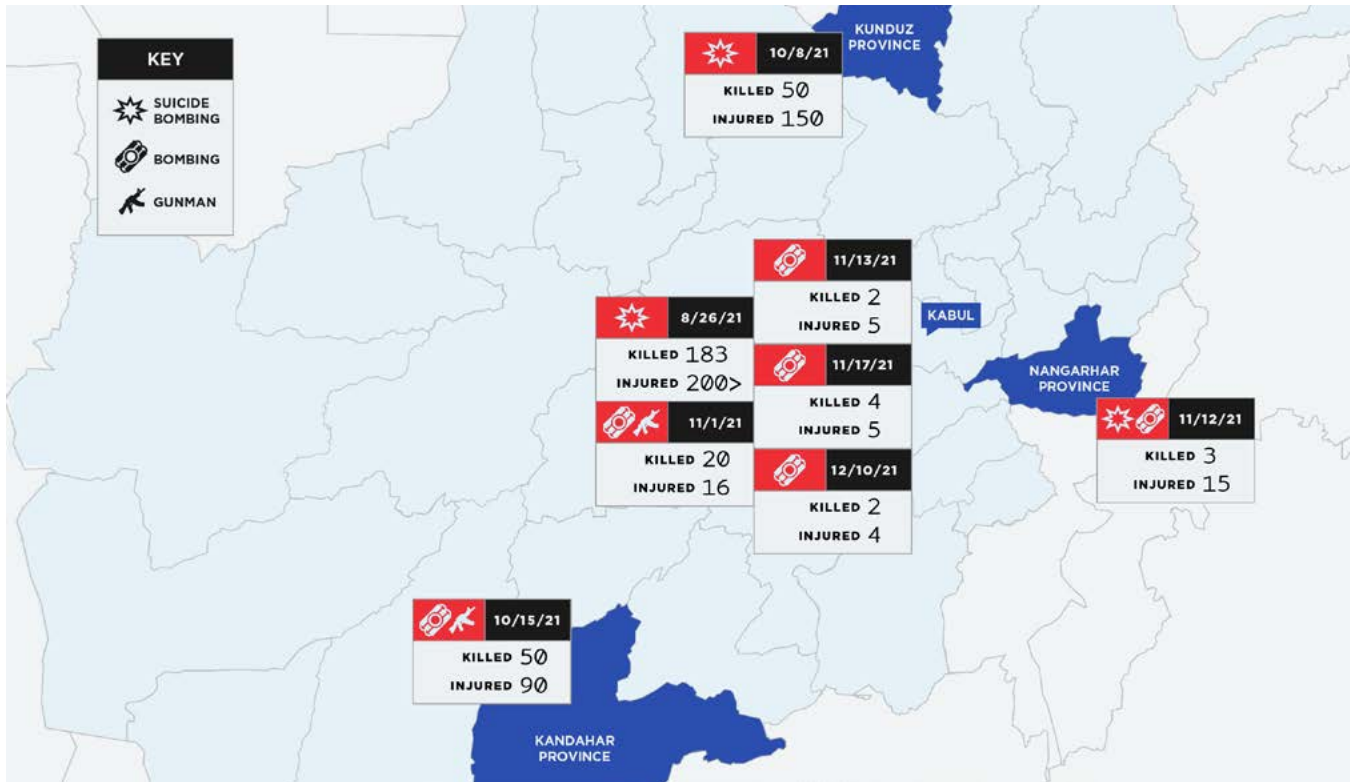 KEY
SUICIDE
BOMBING
BOMBING
GUNMAN
KUNDUZ
PROVINCE
10/8/21
KILLED 50
INJURED 150
11/13/21
KILLED 2
INJURED 5
KABUL
8/26/21
KILLED 183
INJURED 200>
11/17/21
KILLED 4
INJURED 5
11/1/21
KILLED 20
INJURED 16
12/10/21
KILLED 2
INJURED 4
NANGARHAR
PROVINCE
11/12/21
KILLED 3
INJURED 15
10/15/21
KILLED 50
INJURED 90
KANDAHAR
PROVINCE